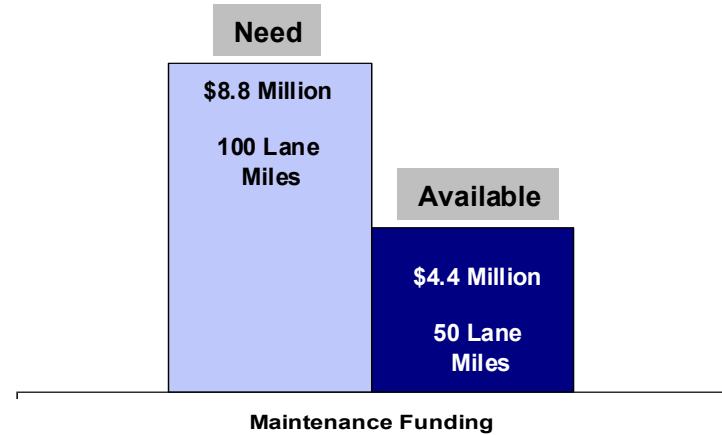 Need
$8.8 Million
100 Lane
Miles
Available
$4.4 Million
50 Lane
Miles
Maintenance Funding